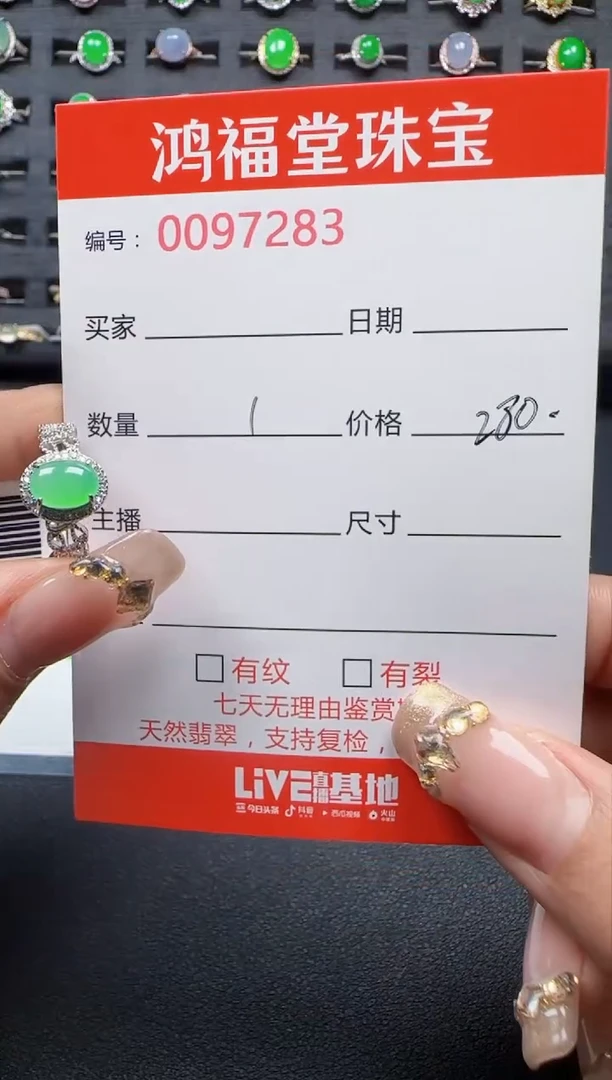 鸿福堂珠宝
编号：0097283
买家 日期
数量 1 价格 280.
主播 尺寸
有纹 有裂
七天无理由鉴赏
天然翡翠，支持复检，
LiVE直播基地
今日头条 抖音 西瓜视频 火山